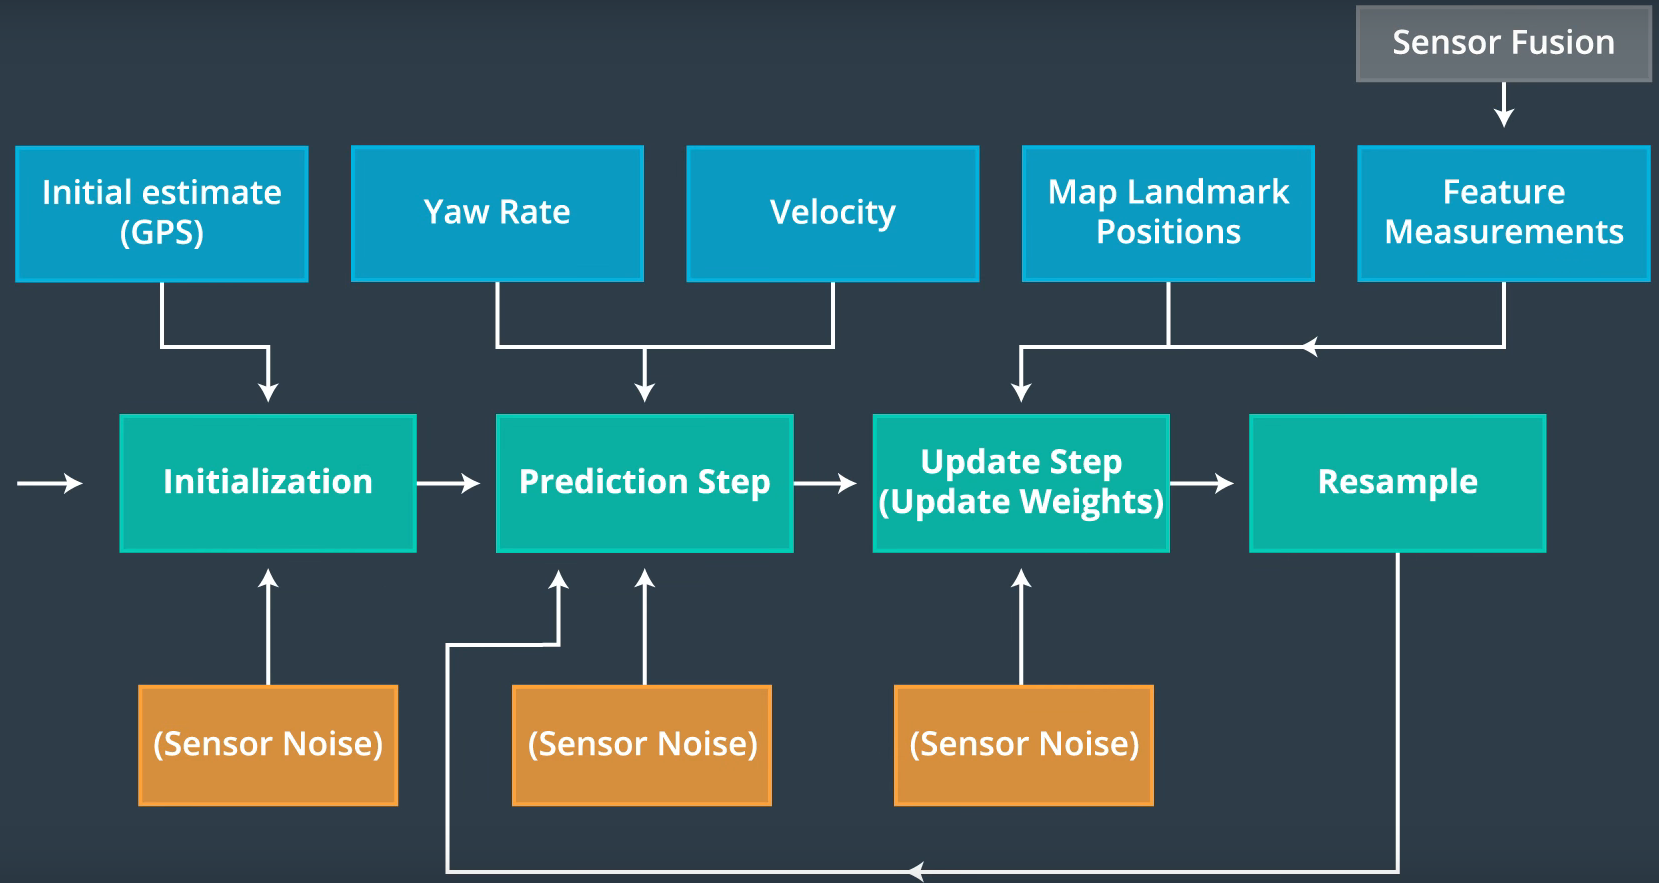 Sensor Fusion
Initial estimate
(GPS)
Yaw Rate
Velocity
Map Landmark
Positions
Feature
Measurements
Initialization
Prediction Step
Update Step
(Update Weights)
Resample
(Sensor Noise)
(Sensor Noise)
(Sensor Noise)